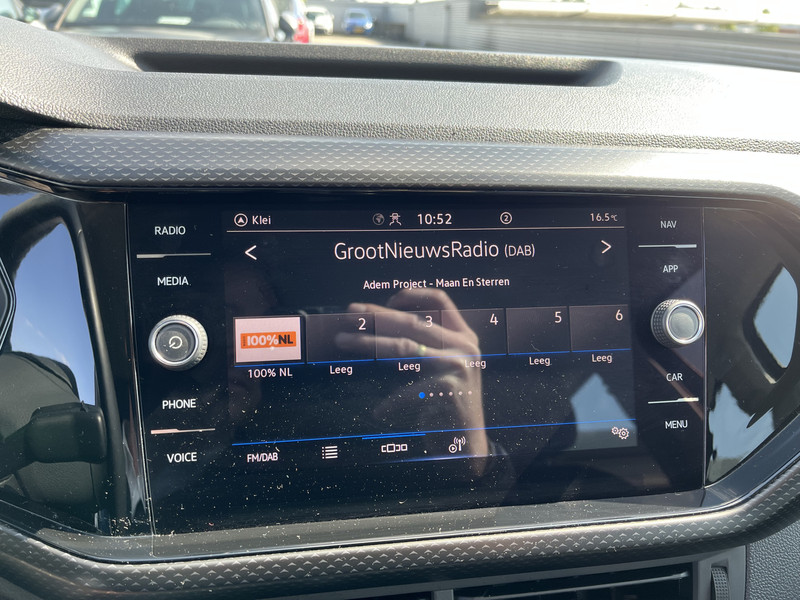 RADIO
MEDIA
PHONE
VOICE
Klei 10:52 2 16.5°C
< GrootNieuwsRadio (DAB) >
Adem Project - Maan En Sterren
100%NL 2 3 4 5 6
100% NL Leeg Leeg Leeg Leeg Leeg
FM/DAB
NAV
APP
CAR
MENU